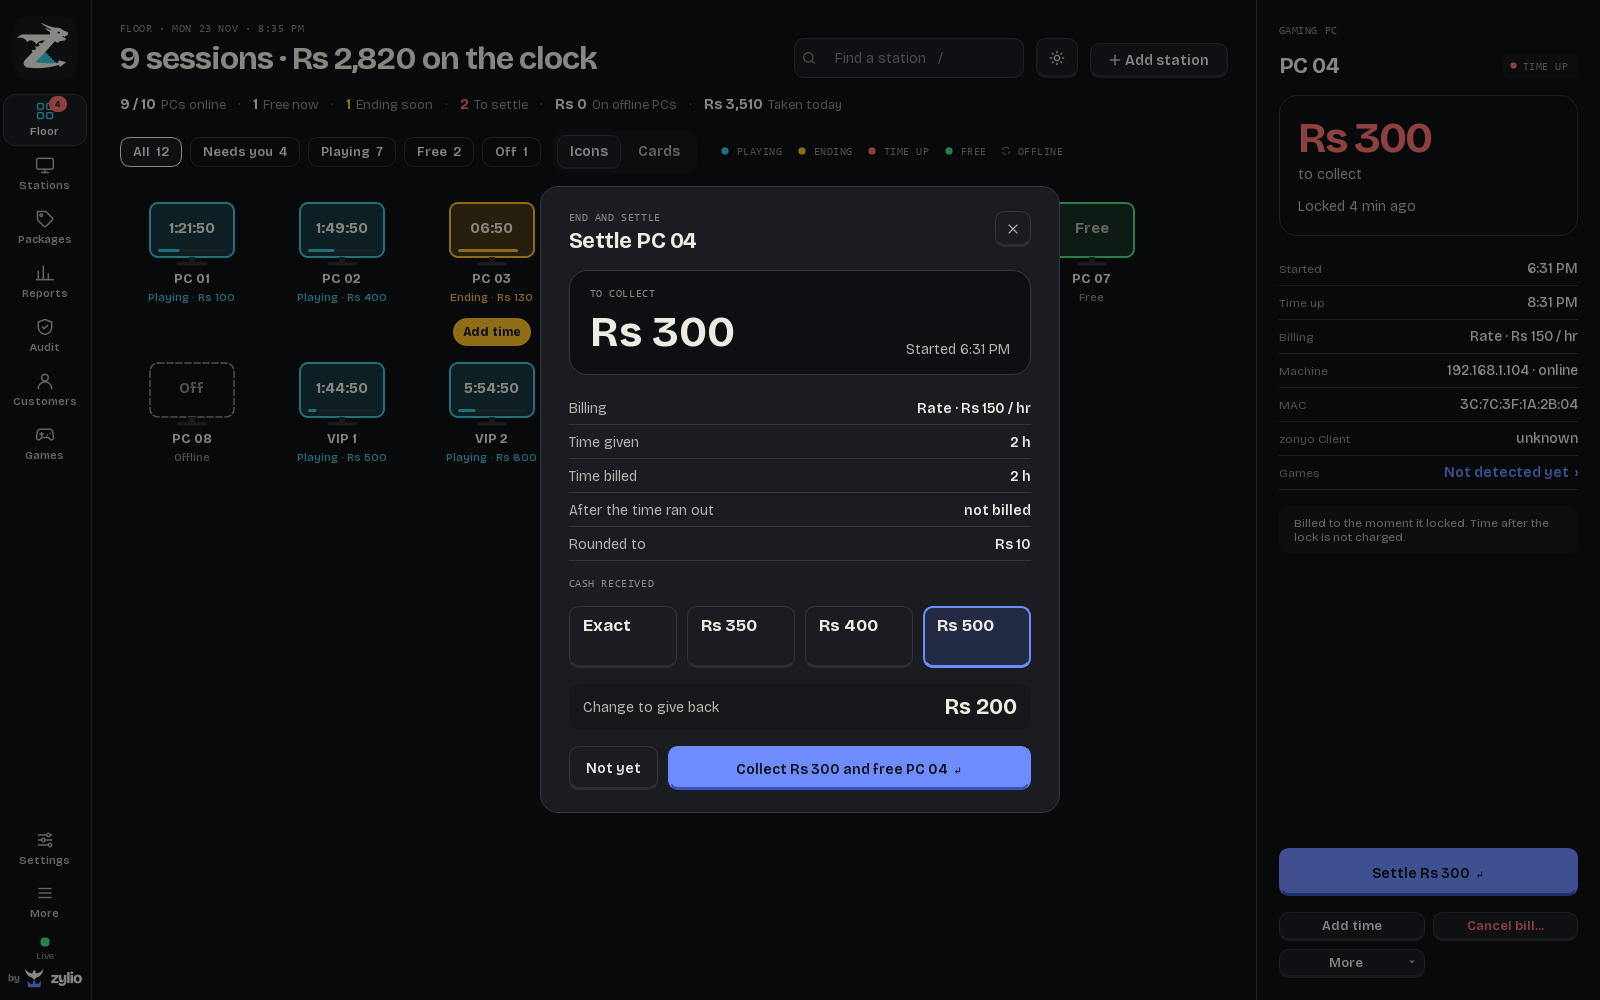 FLOOR · MON 23 NOV · 8:35 PM
9 sessions · Rs 2,820 on the clock
Find a station /
+ Add station
9 / 10 PCs online · 1 Free now · 1 Ending soon · 2 To settle · Rs 0 On offline PCs · Rs 3,510 Taken today
All 12
Needs you 4
Playing 7
Free 2
Off 1
Icons
Cards
PLAYING
ENDING
TIME UP
FREE
OFFLINE
4
Floor
Stations
Packages
Reports
Audit
Customers
Games
Settings
More
Live
by zylio
1:21:50
PC 01
Playing · Rs 100
1:49:50
PC 02
Playing · Rs 400
06:50
PC 03
Ending · Rs 130
Add time
Free
PC 07
Free
Off
PC 08
Offline
1:44:50
VIP 1
Playing · Rs 500
5:54:50
VIP 2
Playing · Rs 800
END AND SETTLE
Settle PC 04
TO COLLECT
Rs 300
Started 6:31 PM
Billing Rate · Rs 150 / hr
Time given 2 h
Time billed 2 h
After the time ran out not billed
Rounded to Rs 10
CASH RECEIVED
Exact
Rs 350
Rs 400
Rs 500
Change to give back Rs 200
Not yet
Collect Rs 300 and free PC 04 ↵
GAMING PC
PC 04
TIME UP
Rs 300
to collect
Locked 4 min ago
Started 6:31 PM
Time up 8:31 PM
Billing Rate · Rs 150 / hr
Machine 192.168.1.104 · online
MAC 3C:7C:3F:1A:2B:04
zonyo Client unknown
Games Not detected yet ›
Billed to the moment it locked. Time after the
lock is not charged.
Settle Rs 300 ↵
Add time
Cancel bill...
More